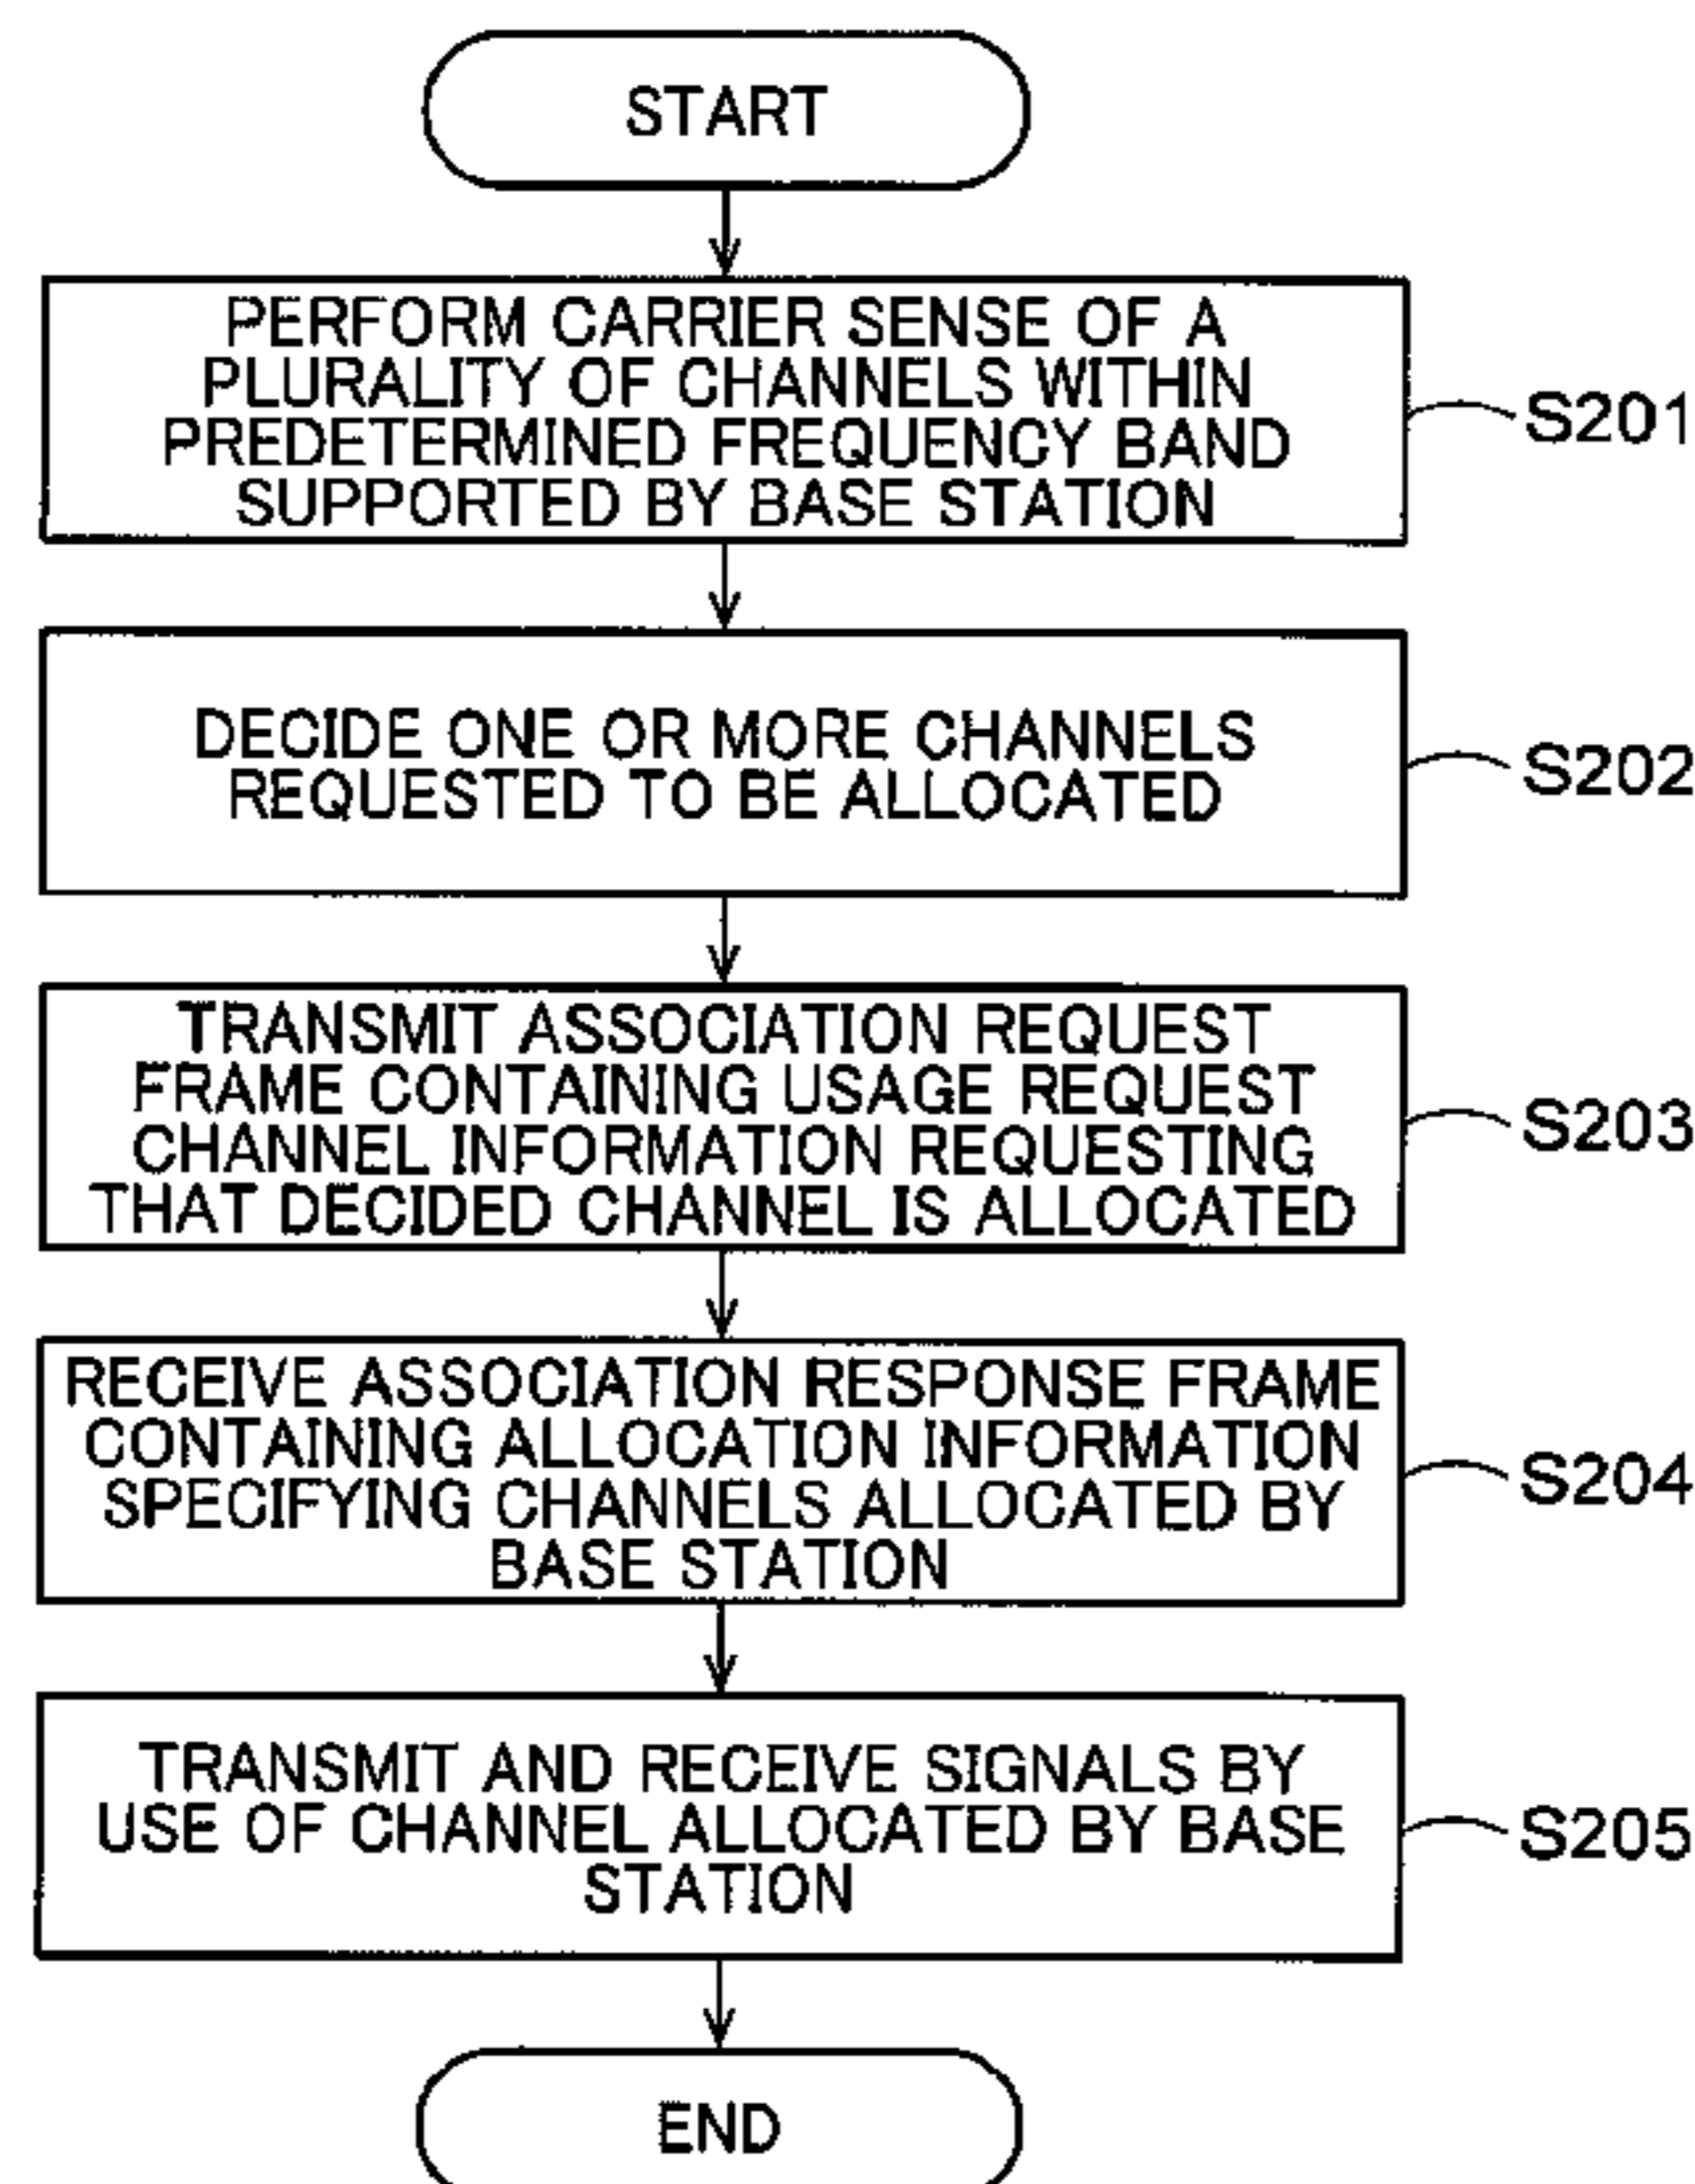 START
PERFORM CARRIER SENSE OF A
PLURALITY OF CHANNELS WITHIN
PREDETERMINED FREQUENCY BAND
SUPPORTED BY BASE STATION
S201
DECIDE ONE OR MORE CHANNELS
REQUESTED TO BE ALLOCATED
S202
TRANSMIT ASSOCIATION REQUEST
FRAME CONTAINING USAGE REQUEST
CHANNEL INFORMATION REQUESTING
THAT DECIDED CHANNEL IS ALLOCATED
S203
RECEIVE ASSOCIATION RESPONSE FRAME
CONTAINING ALLOCATION INFORMATION
SPECIFYING CHANNELS ALLOCATED BY
BASE STATION
S204
TRANSMIT AND RECEIVE SIGNALS BY
USE OF CHANNEL ALLOCATED BY BASE
STATION
S205
END